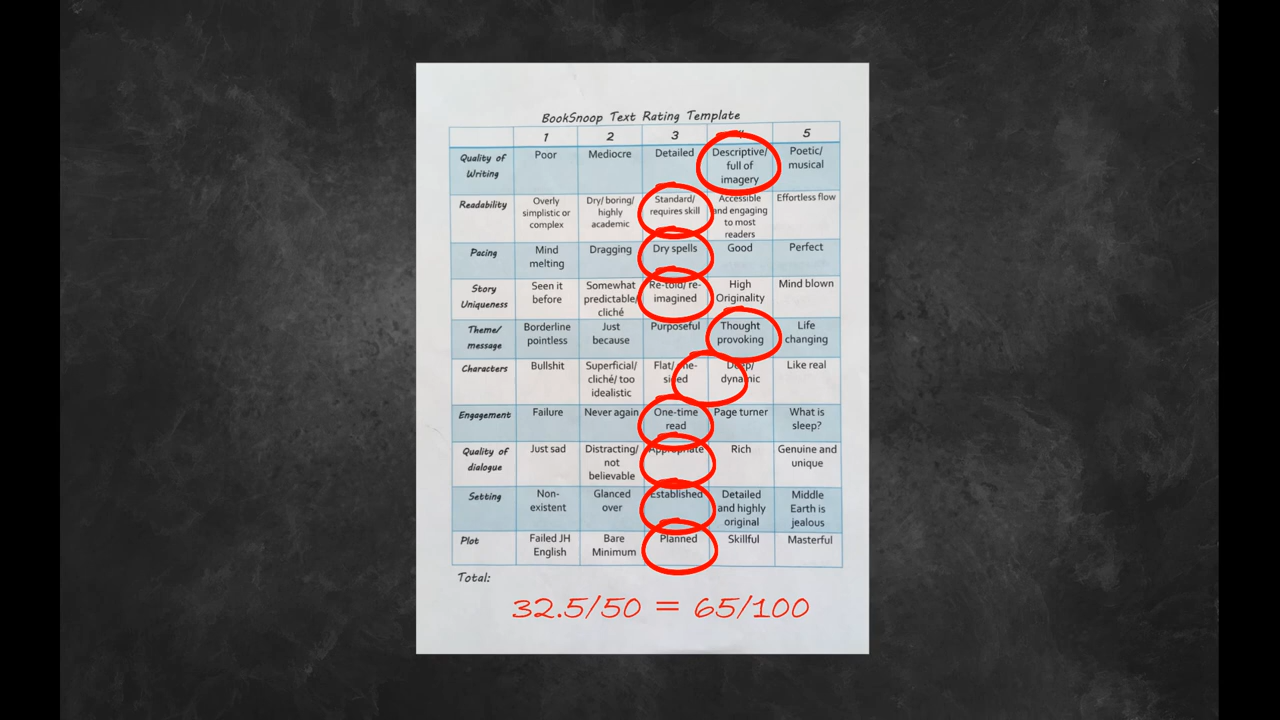 BookSnoop Text Rating Template
1 2 3 4 5
Quality of Writing Poor Mediocre Detailed Descriptive/ full of imagery Poetic/ musical
Readability Overly simplistic or complex Dry/ boring/ highly academic Standard/ requires skill Accessible and engaging to most readers Effortless flow
Pacing Mind melting Dragging Dry spells Good Perfect
Story Uniqueness Seen it before Somewhat predictable/ cliché Re-told/ re-imagined High Originality Mind blown
Theme/ message Borderline pointless Just because Purposeful Thought provoking Life changing
Characters Bullshit Superficial/ cliché/ too idealistic Flat/ one-sided Deep/ dynamic Like real
Engagement Failure Never again One-time read Page turner What is sleep?
Quality of dialogue Just sad Distracting/ not believable Appropriate Rich Genuine and unique
Setting Non-existent Glanced over Established Detailed and highly original Middle Earth is jealous
Plot Failed JH English Bare Minimum Planned Skillful Masterful
Total:
32.5/50 = 65/100